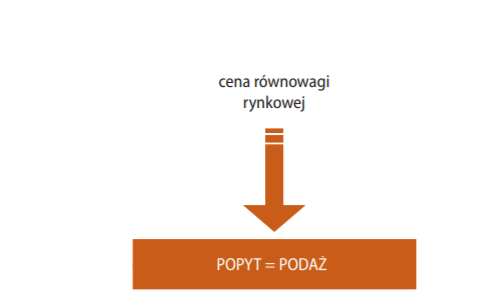 cena równowagi
rynkowej
POPYT = PODAŻ